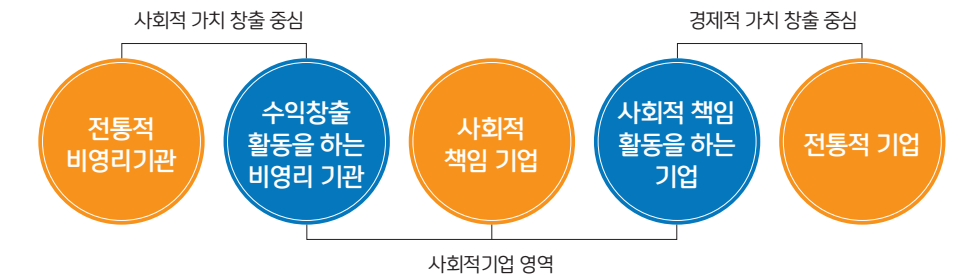 사회적 가치 창출 중심
경제적 가치 창출 중심
전통적
비영리기관
수익창출
활동을 하는
비영리 기관
사회적
책임 기업
사회적 책임
활동을 하는
기업
전통적 기업
사회적기업 영역